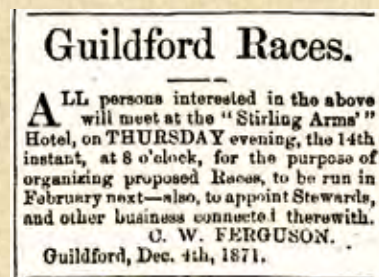 Guildford Races.
ALL persons interested in the above
will meet at the "Stirling Arms'"
Hotel, on THURSDAY evening, the 14th
instant, at 8 o'clock, for the purpose of
organizing proposed Races, to be run in
February next—also, to appoint Stewards,
and other business connected therewith.
C. W. FERGUSON.
Guildford, Dec. 4th, 1871.